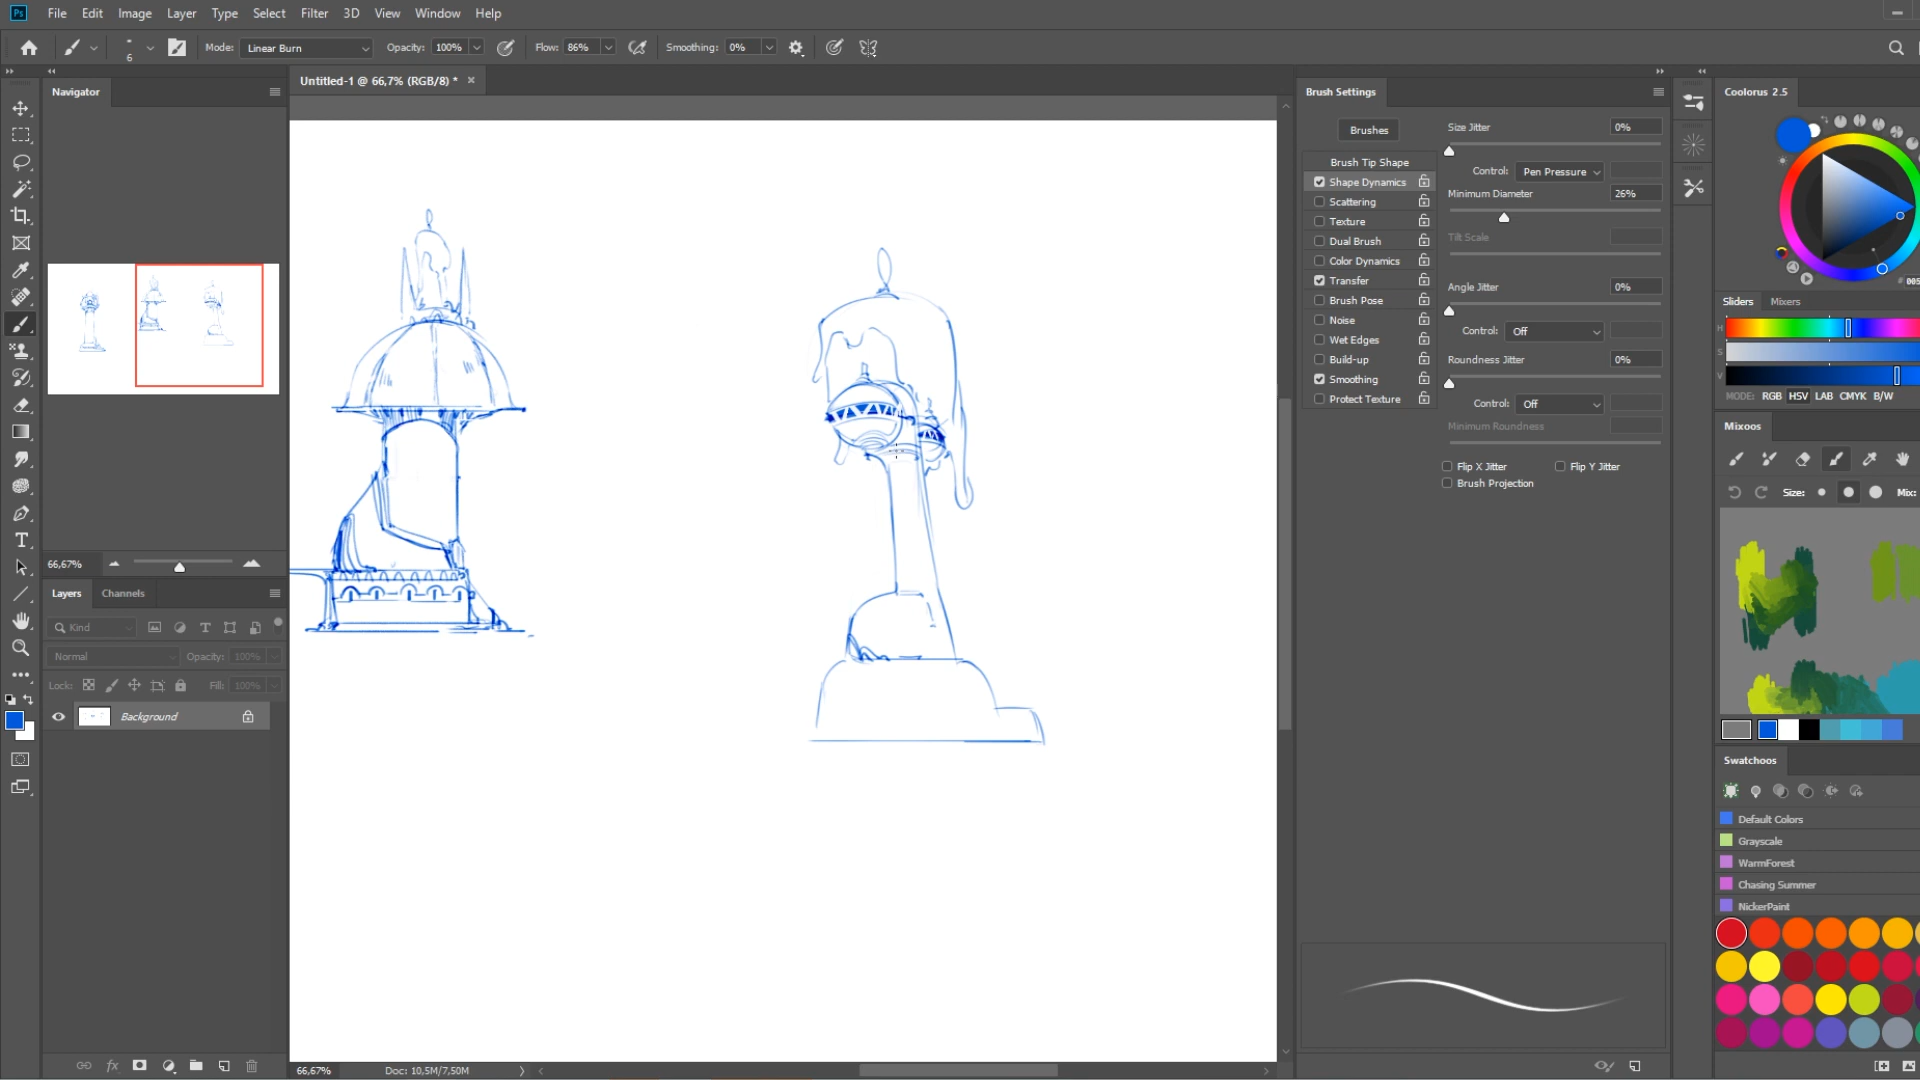 Ps File Edit Image Layer Type Select Filter 3D View Window Help
6 Mode: Linear Burn Opacity: 100% Flow: 86% Smoothing: 0%
Navigator
Untitled-1 @ 66,7% (RGB/8) *
66,67%
Layers Channels
Kind
Normal Opacity: 100%
Lock: Fill: 100%
Background
66,67% Doc: 10,5M/7,50M
Brush Settings
Brushes
Brush Tip Shape
Shape Dynamics
Scattering
Texture
Dual Brush
Color Dynamics
Transfer
Brush Pose
Noise
Wet Edges
Build-up
Smoothing
Protect Texture
Size Jitter 0%
Control: Pen Pressure
Minimum Diameter 26%
Tilt Scale
Angle Jitter 0%
Control: Off
Roundness Jitter 0%
Control: Off
Minimum Roundness
Flip X Jitter Flip Y Jitter
Brush Projection
Coolorus 2.5
# 005
Sliders Mixers
H
S
V
MODE: RGB HSV LAB CMYK B/W
Mixoos
Size: Mix:
Swatchoos
Default Colors
Grayscale
WarmForest
Chasing Summer
NickerPaint